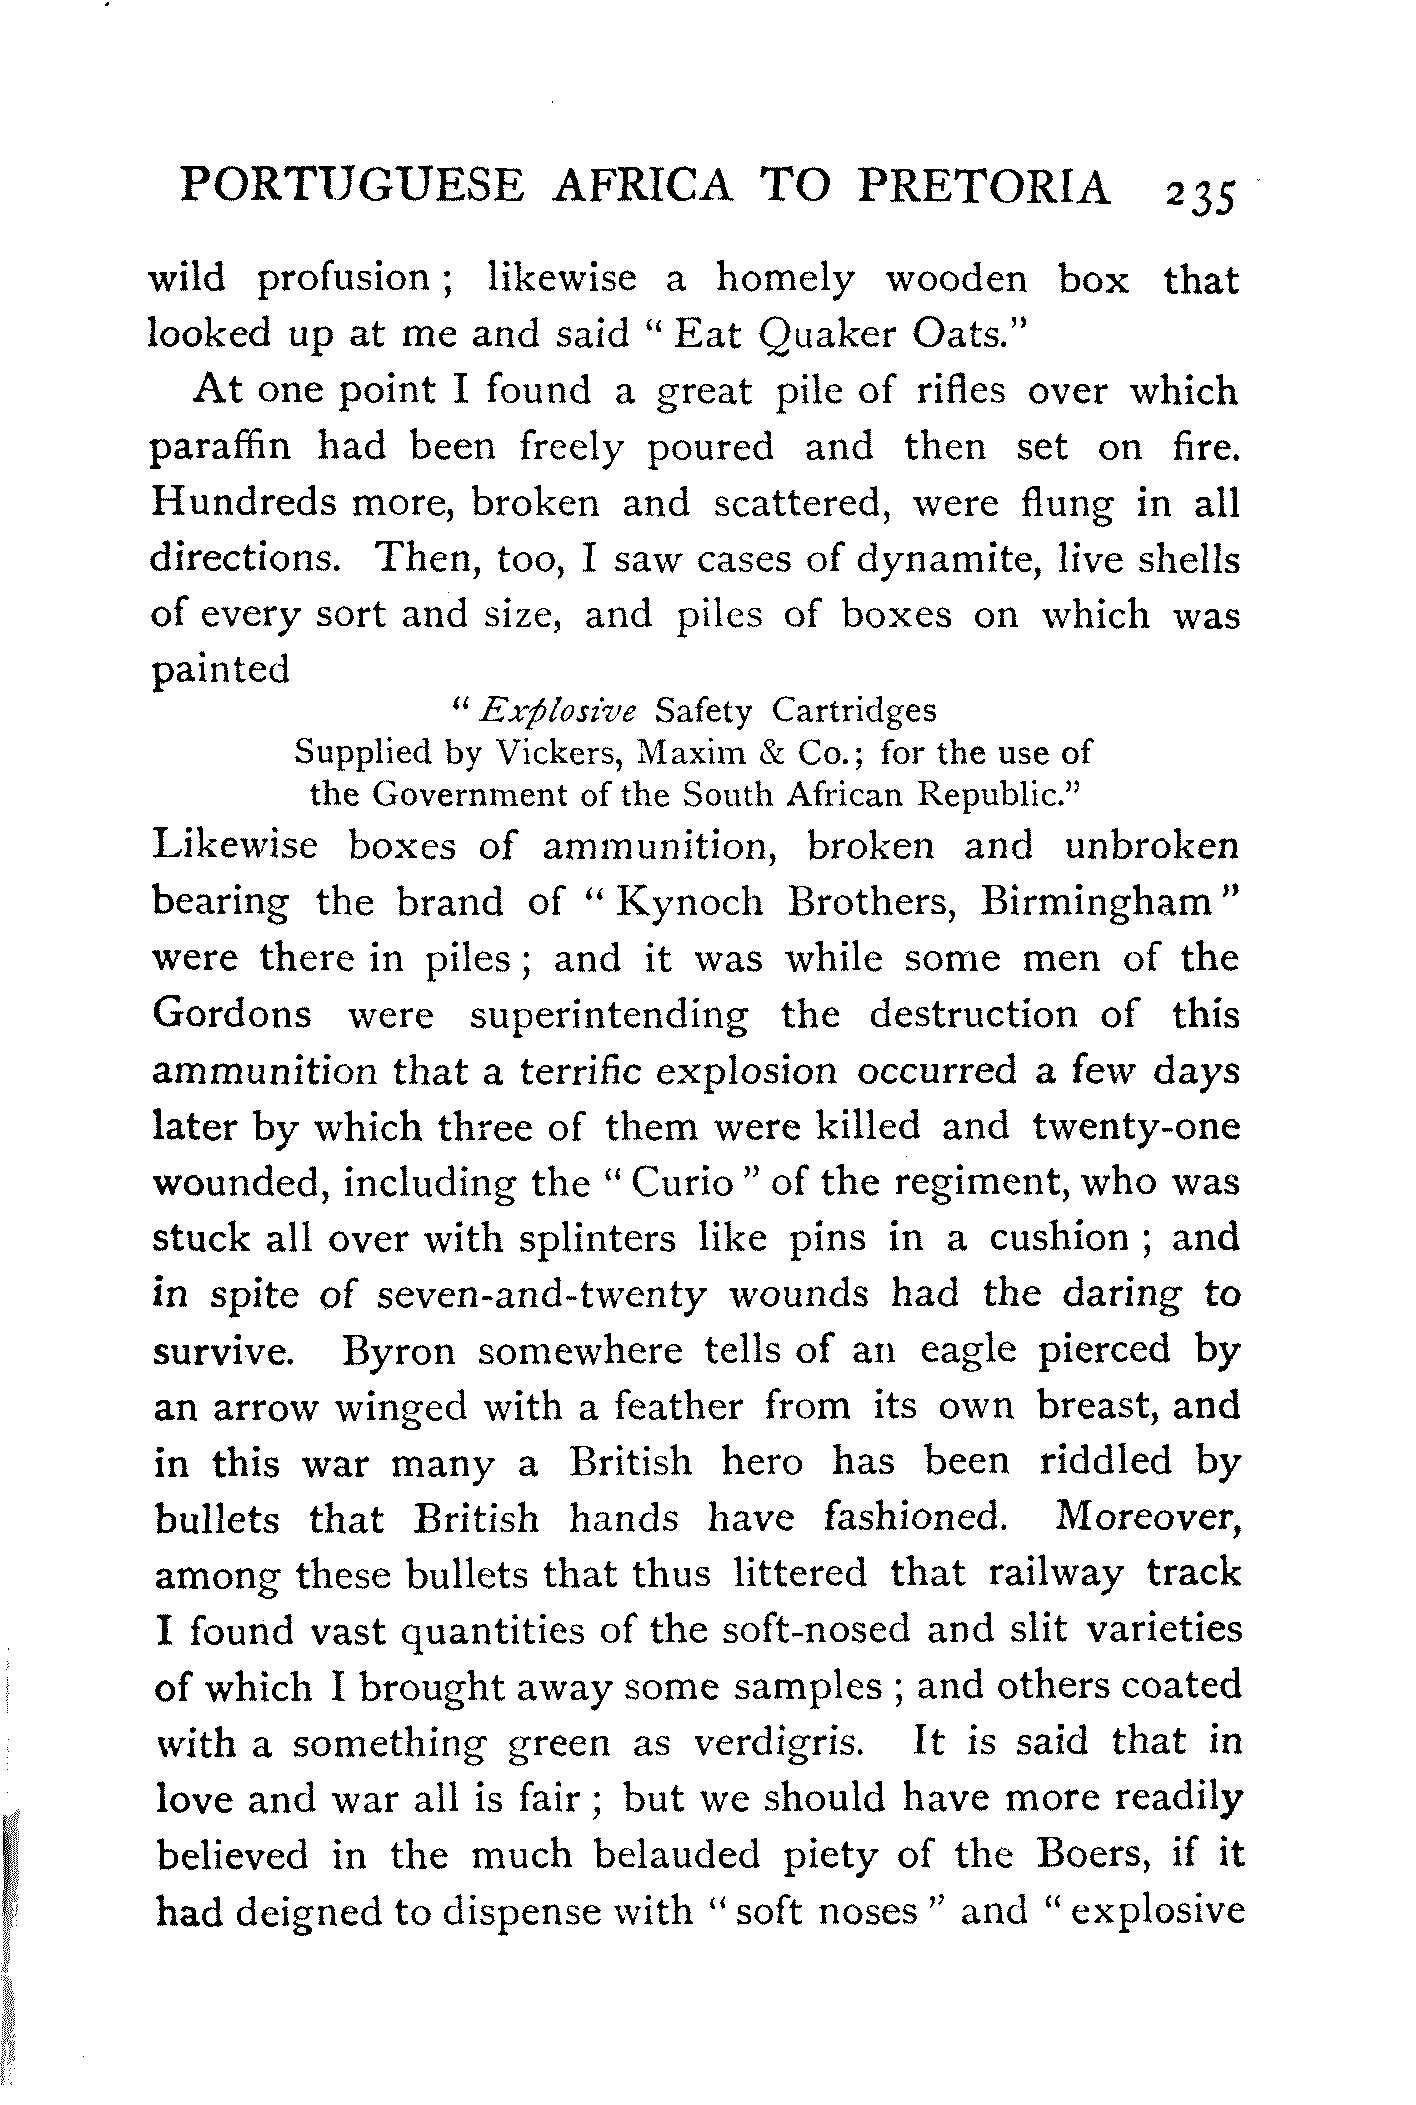 PORTUGUESE AFRICA TO PRETORIA 235
wild profusion ; likewise a homely wooden box that
looked up at me and said “ Eat Quaker Oats.”
At one point I found a great pile of rifles over which
paraffin had been freely poured and then set on fire.
Hundreds more, broken and scattered, were flung in all
directions. Then, too, I saw cases of dynamite, live shells
of every sort and size, and piles of boxes on which was
painted
“ Explosive Safety Cartridges
Supplied by Vickers, Maxim & Co.; for the use of
the Government of the South African Republic.”
Likewise boxes of ammunition, broken and unbroken
bearing the brand of “ Kynoch Brothers, Birmingham ”
were there in piles ; and it was while some men of the
Gordons were superintending the destruction of this
ammunition that a terrific explosion occurred a few days
later by which three of them were killed and twenty-one
wounded, including the “ Curio ” of the regiment, who was
stuck all over with splinters like pins in a cushion ; and
in spite of seven-and-twenty wounds had the daring to
survive. Byron somewhere tells of an eagle pierced by
an arrow winged with a feather from its own breast, and
in this war many a British hero has been riddled by
bullets that British hands have fashioned. Moreover,
among these bullets that thus littered that railway track
I found vast quantities of the soft-nosed and slit varieties
of which I brought away some samples ; and others coated
with a something green as verdigris. It is said that in
love and war all is fair ; but we should have more readily
believed in the much belauded piety of the Boers, if it
had deigned to dispense with “ soft noses ” and “ explosive